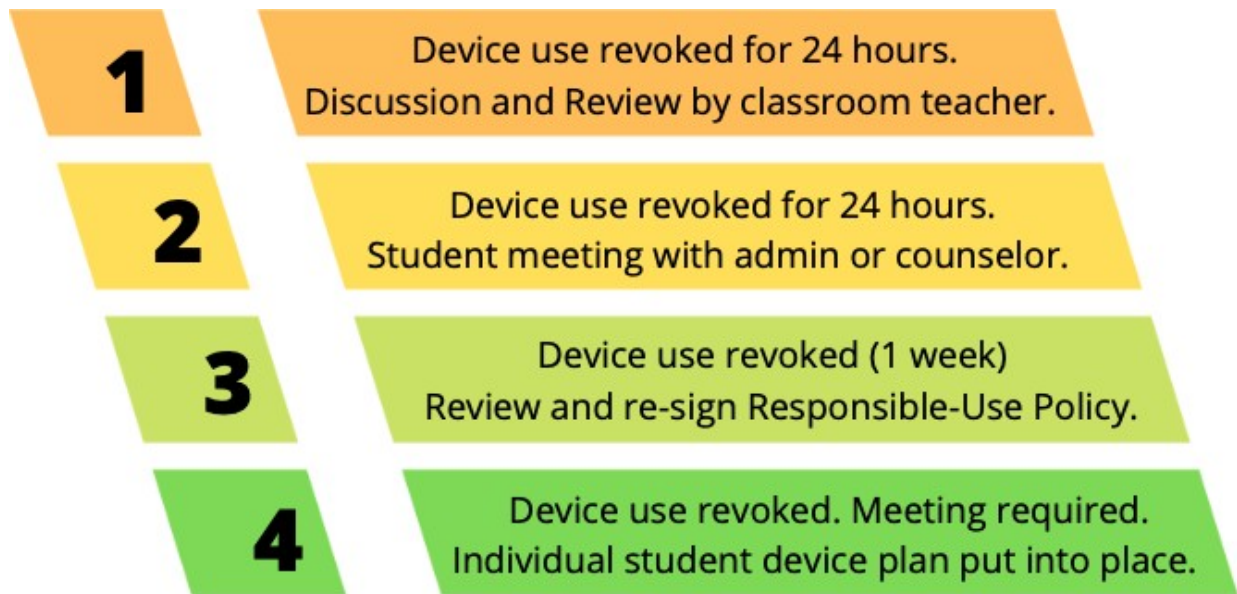 1
Device use revoked for 24 hours.
Discussion and Review by classroom teacher.
2
Device use revoked for 24 hours.
Student meeting with admin or counselor.
3
Device use revoked (1 week)
Review and re-sign Responsible-Use Policy.
4
Device use revoked. Meeting required.
Individual student device plan put into place.